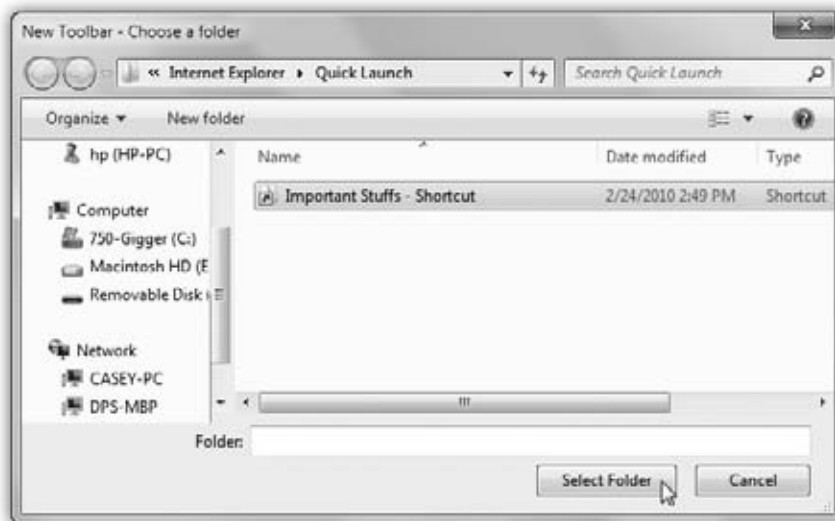 New Toolbar - Choose a folder
« Internet Explorer ▸ Quick Launch
Search Quick Launch
Organize
New folder
hp (HP-PC)
Name
Date modified
Type
Important Stuffs - Shortcut
2/24/2010 2:49 PM
Shortcut
Computer
750-Gigger (C:)
Macintosh HD (E
Removable Disk
Network
CASEY-PC
DPS-MBP
Folder:
Select Folder
Cancel